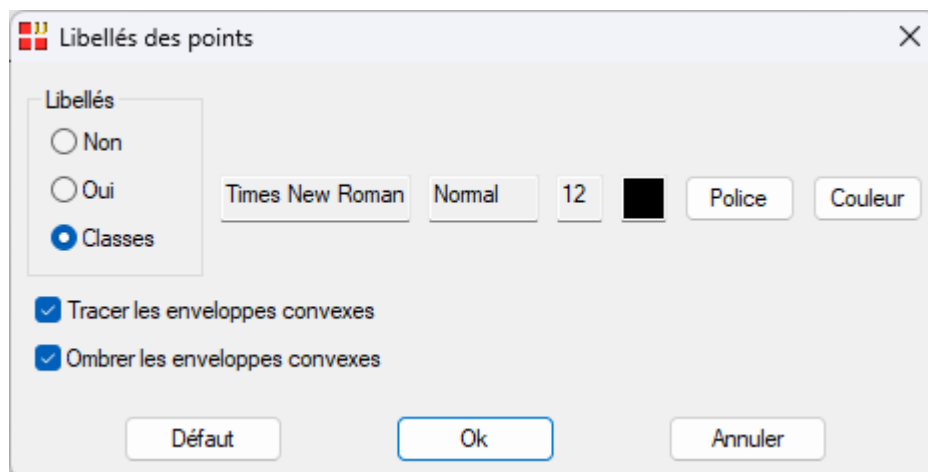 Libellés des points
Libellés
Non
Oui
Classes
Times New Roman Normal 12 Police Couleur
Tracer les enveloppes convexes
Ombrer les enveloppes convexes
Défaut Ok Annuler